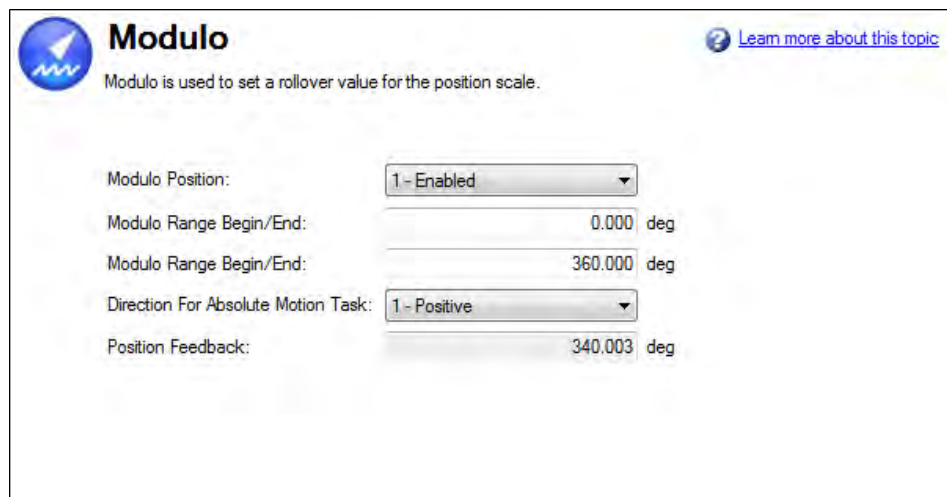 Modulo
Learn more about this topic
Modulo is used to set a rollover value for the position scale.
Modulo Position: 1 - Enabled
Modulo Range Begin/End: 0.000 deg
Modulo Range Begin/End: 360.000 deg
Direction For Absolute Motion Task: 1 - Positive
Position Feedback: 340.003 deg